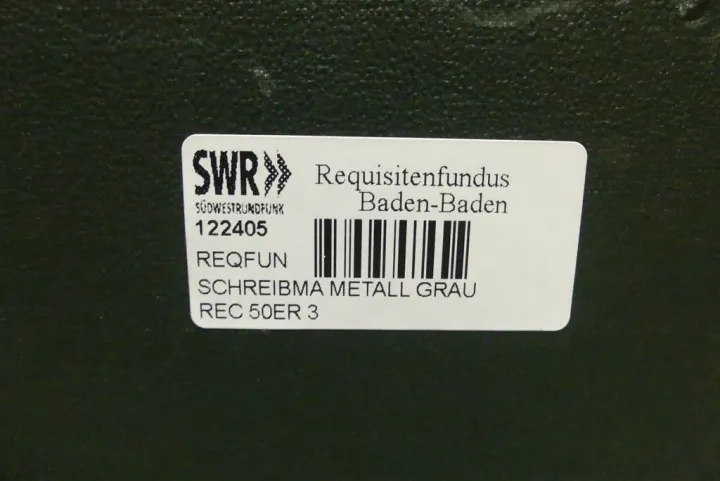 SWR
SÜDWESTRUNDFUNK
Requisitenfundus
Baden-Baden
122405
REQFUN
SCHREIBMA METALL GRAU
REC 50ER 3